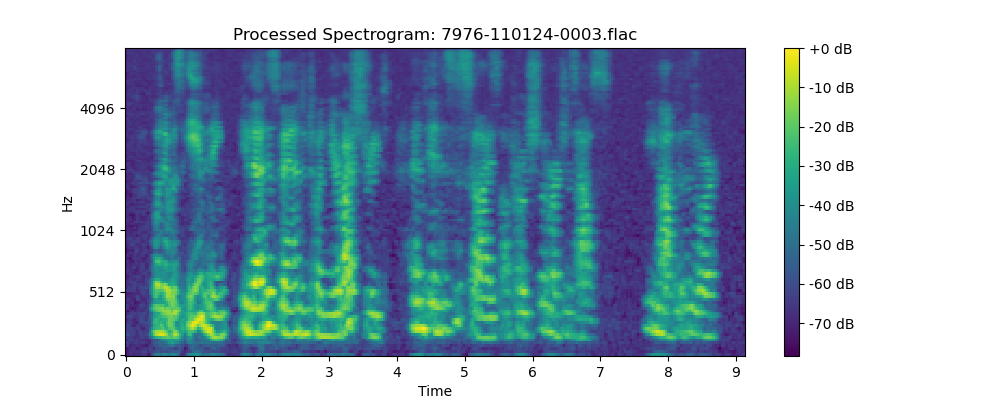 Processed Spectrogram: 7976-110124-0003.flac
+0 dB
-10 dB
-20 dB
-30 dB
-40 dB
-50 dB
-60 dB
-70 dB
4096
2048
1024
512
0
Hz
0 1 2 3 4 5 6 7 8 9
Time